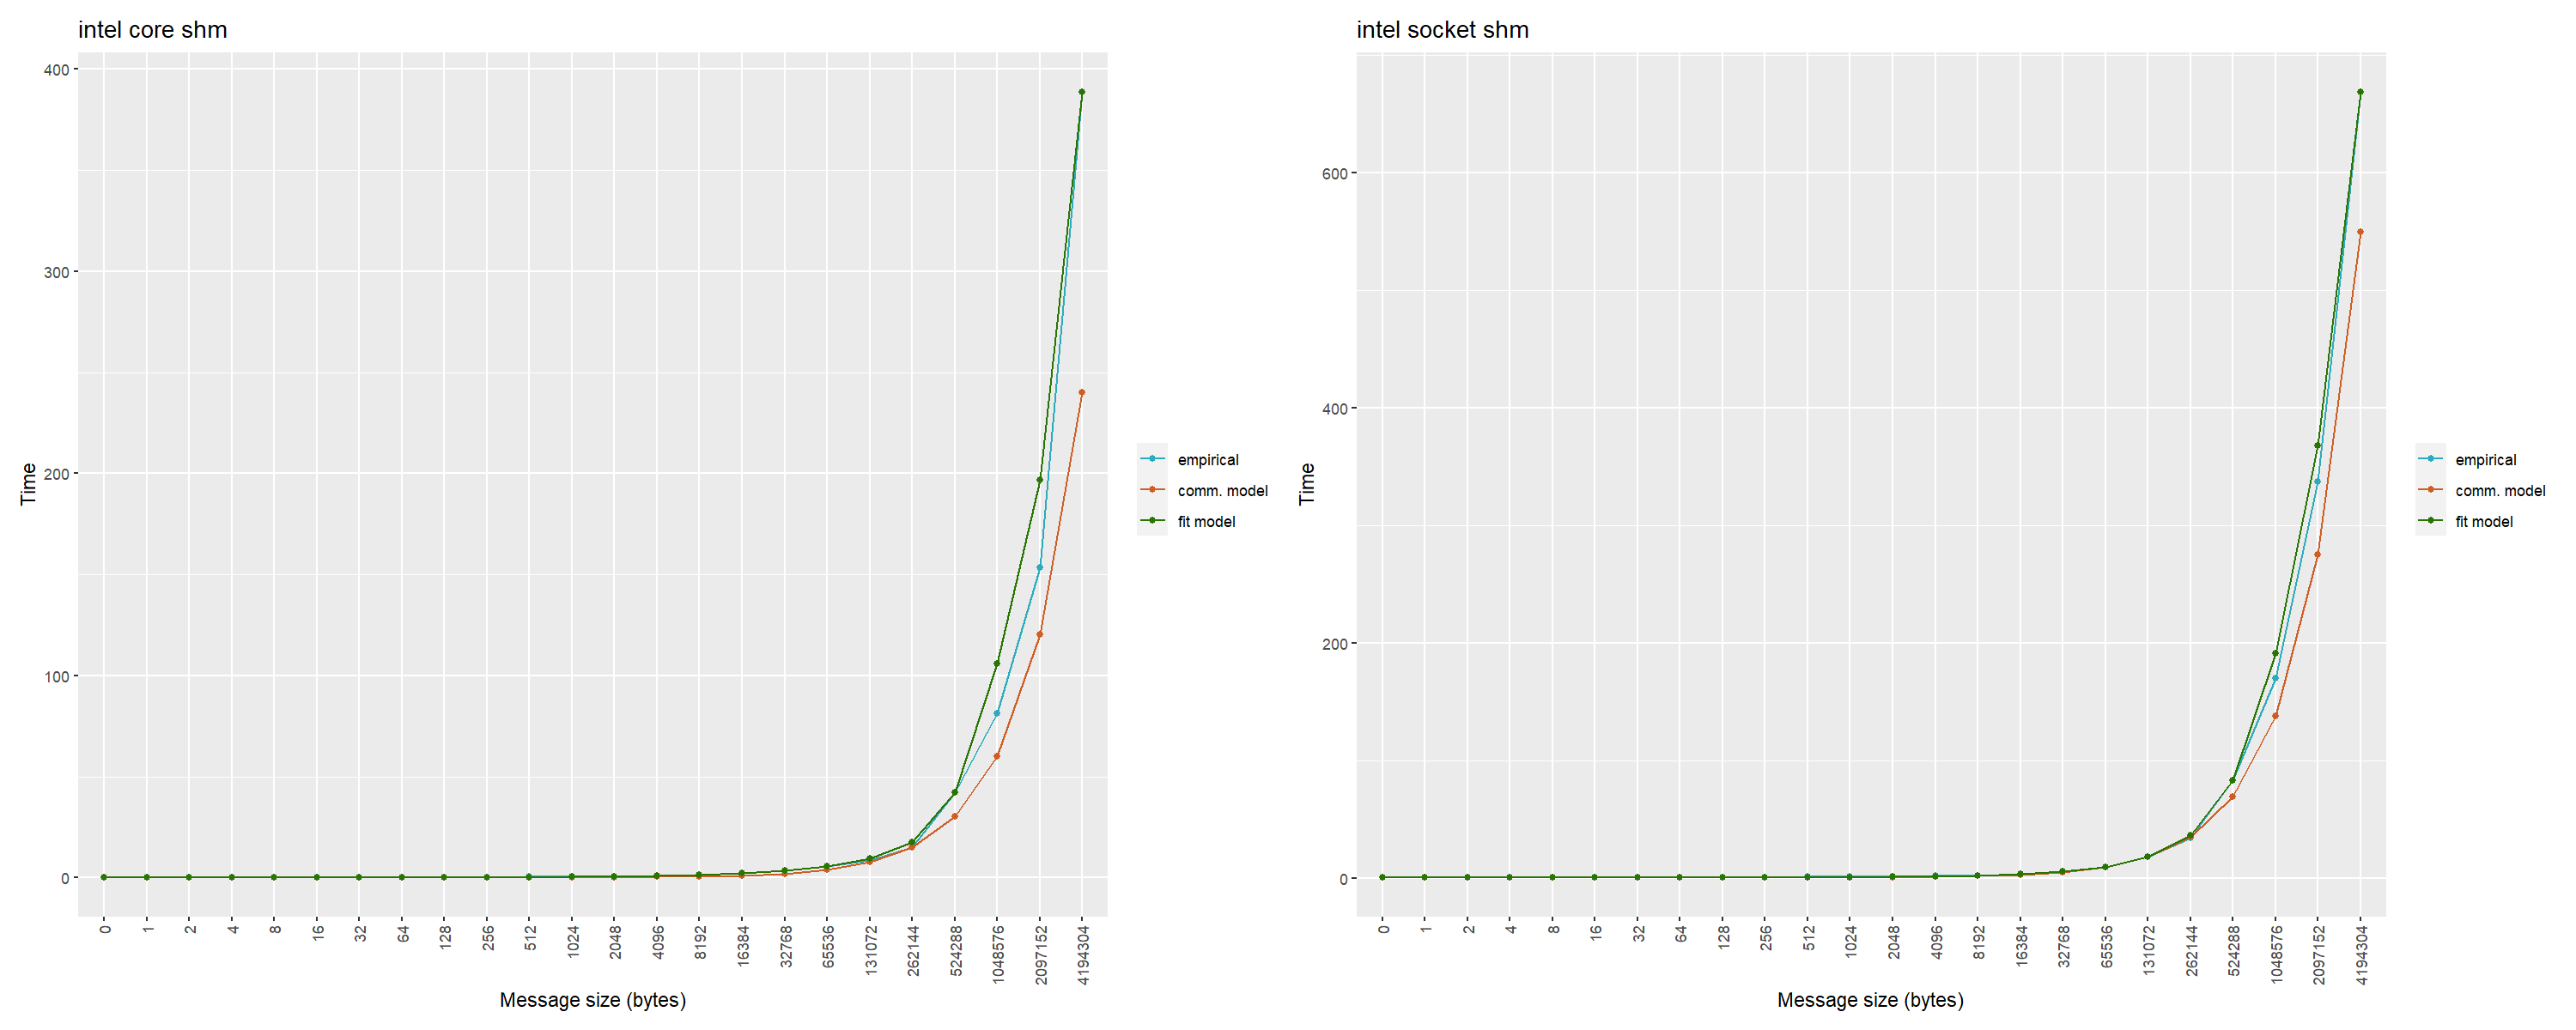 intel core shm
400
300
200
100
0
Time
0 1 2 4 8 16 32 64 128 256 512 1024 2048 4096 8192 16384 32768 65536 131072 262144 524288 1048576 2097152 4194304
Message size (bytes)
empirical
comm. model
fit model
intel socket shm
600
400
200
0
Time
0 1 2 4 8 16 32 64 128 256 512 1024 2048 4096 8192 16384 32768 65536 131072 262144 524288 1048576 2097152 4194304
Message size (bytes)
empirical
comm. model
fit model